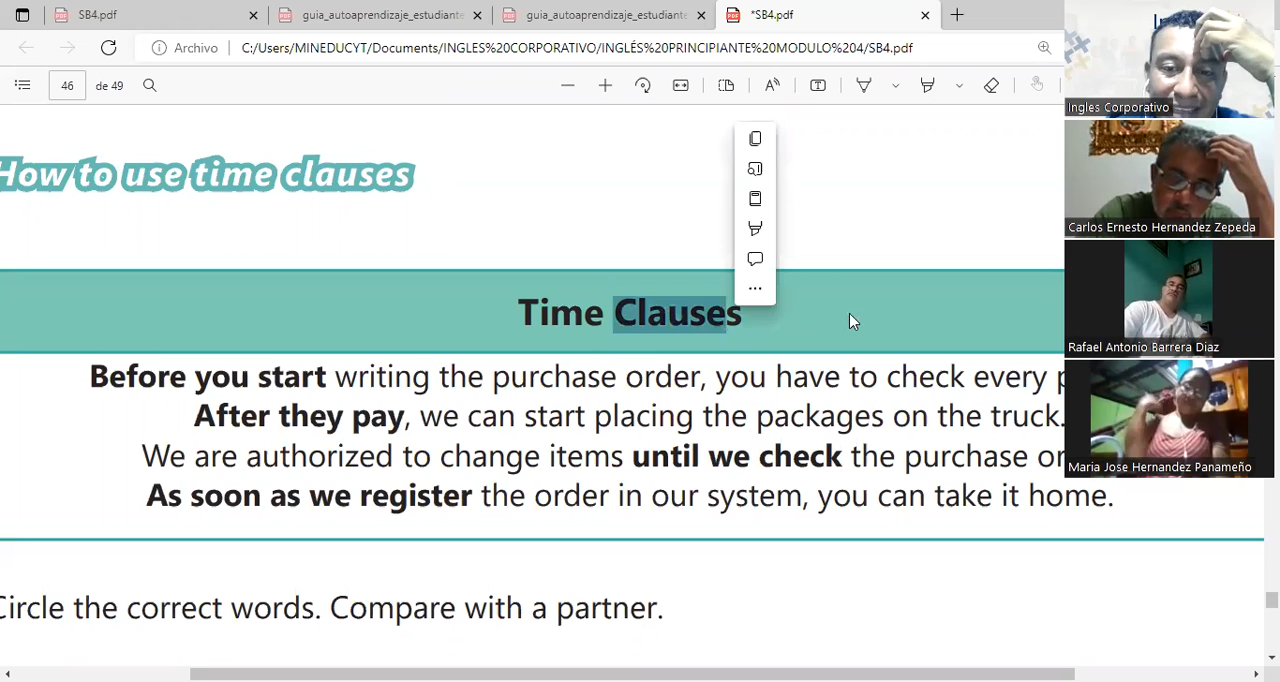 SB4.pdf
guia_autoaprendizaje_estudiante
guia_autoaprendizaje_estudiante
*SB4.pdf
Archivo
C:/Users/MINEDUCYT/Documents/INGLES%20CORPORATIVO/INGLÉS%20PRINCIPIANTE%20MODULO%204/SB4.pdf
46 de 49
How to use time clauses
Time Clauses
Before you start writing the purchase order, you have to check every
After they pay, we can start placing the packages on the truck.
We are authorized to change items until we check the purchase or
As soon as we register the order in our system, you can take it home.
Circle the correct words. Compare with a partner.
Ingles Corporativo
Carlos Ernesto Hernandez Zepeda
Rafael Antonio Barrera Diaz
Maria Jose Hernandez Panameño